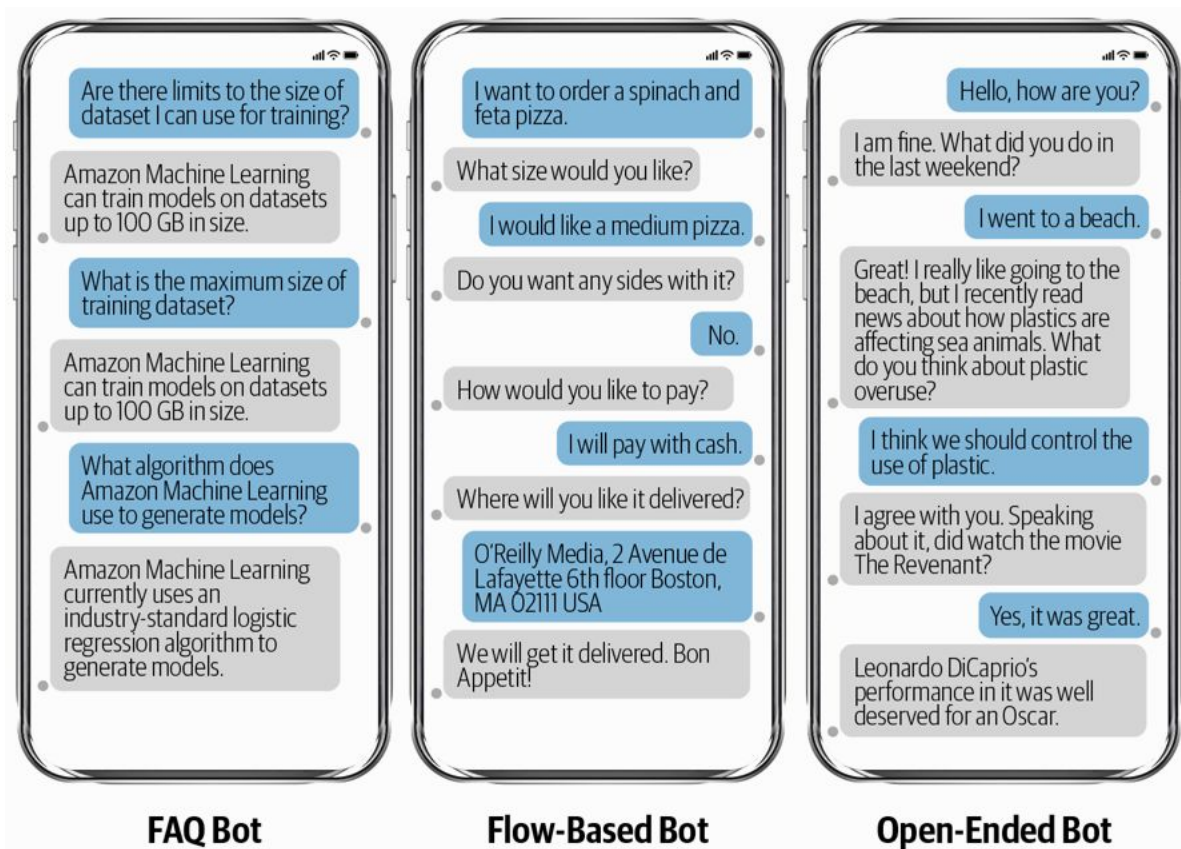 Are there limits to the size of
dataset I can use for training?
Amazon Machine Learning
can train models on datasets
up to 100 GB in size.
What is the maximum size of
training dataset?
Amazon Machine Learning
can train models on datasets
up to 100 GB in size.
What algorithm does
Amazon Machine Learning
use to generate models?
Amazon Machine Learning
currently uses an
industry-standard logistic
regression algorithm to
generate models.
FAQ Bot
I want to order a spinach and
feta pizza.
What size would you like?
I would like a medium pizza.
Do you want any sides with it?
No.
How would you like to pay?
I will pay with cash.
Where will you like it delivered?
O'Reilly Media, 2 Avenue de
Lafayette 6th floor Boston,
MA 02111 USA
We will get it delivered. Bon
Appetit!
Flow-Based Bot
Hello, how are you?
I am fine. What did you do in
the last weekend?
I went to a beach.
Great! I really like going to the
beach, but I recently read
news about how plastics are
affecting sea animals. What
do you think about plastic
overuse?
I think we should control the
use of plastic.
I agree with you. Speaking
about it, did watch the movie
The Revenant?
Yes, it was great.
Leonardo DiCaprio's
performance in it was well
deserved for an Oscar.
Open-Ended Bot